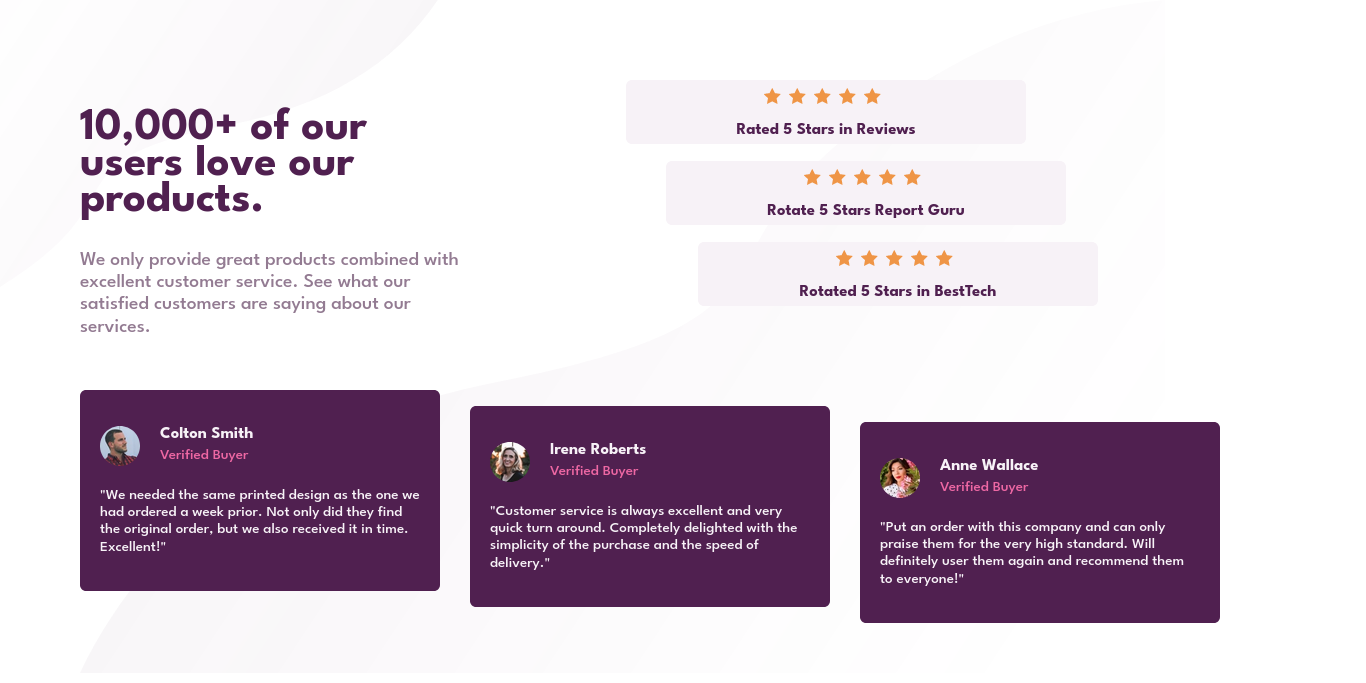 10,000+ of our
users love our
products.
We only provide great products combined with
excellent customer service. See what our
satisfied customers are saying about our
services.
Rated 5 Stars in Reviews
Rotate 5 Stars Report Guru
Rotated 5 Stars in BestTech
Colton Smith
Verified Buyer
"We needed the same printed design as the one we
had ordered a week prior. Not only did they find
the original order, but we also received it in time.
Excellent!"
Irene Roberts
Verified Buyer
"Customer service is always excellent and very
quick turn around. Completely delighted with the
simplicity of the purchase and the speed of
delivery."
Anne Wallace
Verified Buyer
"Put an order with this company and can only
praise them for the very high standard. Will
definitely user them again and recommend them
to everyone!"